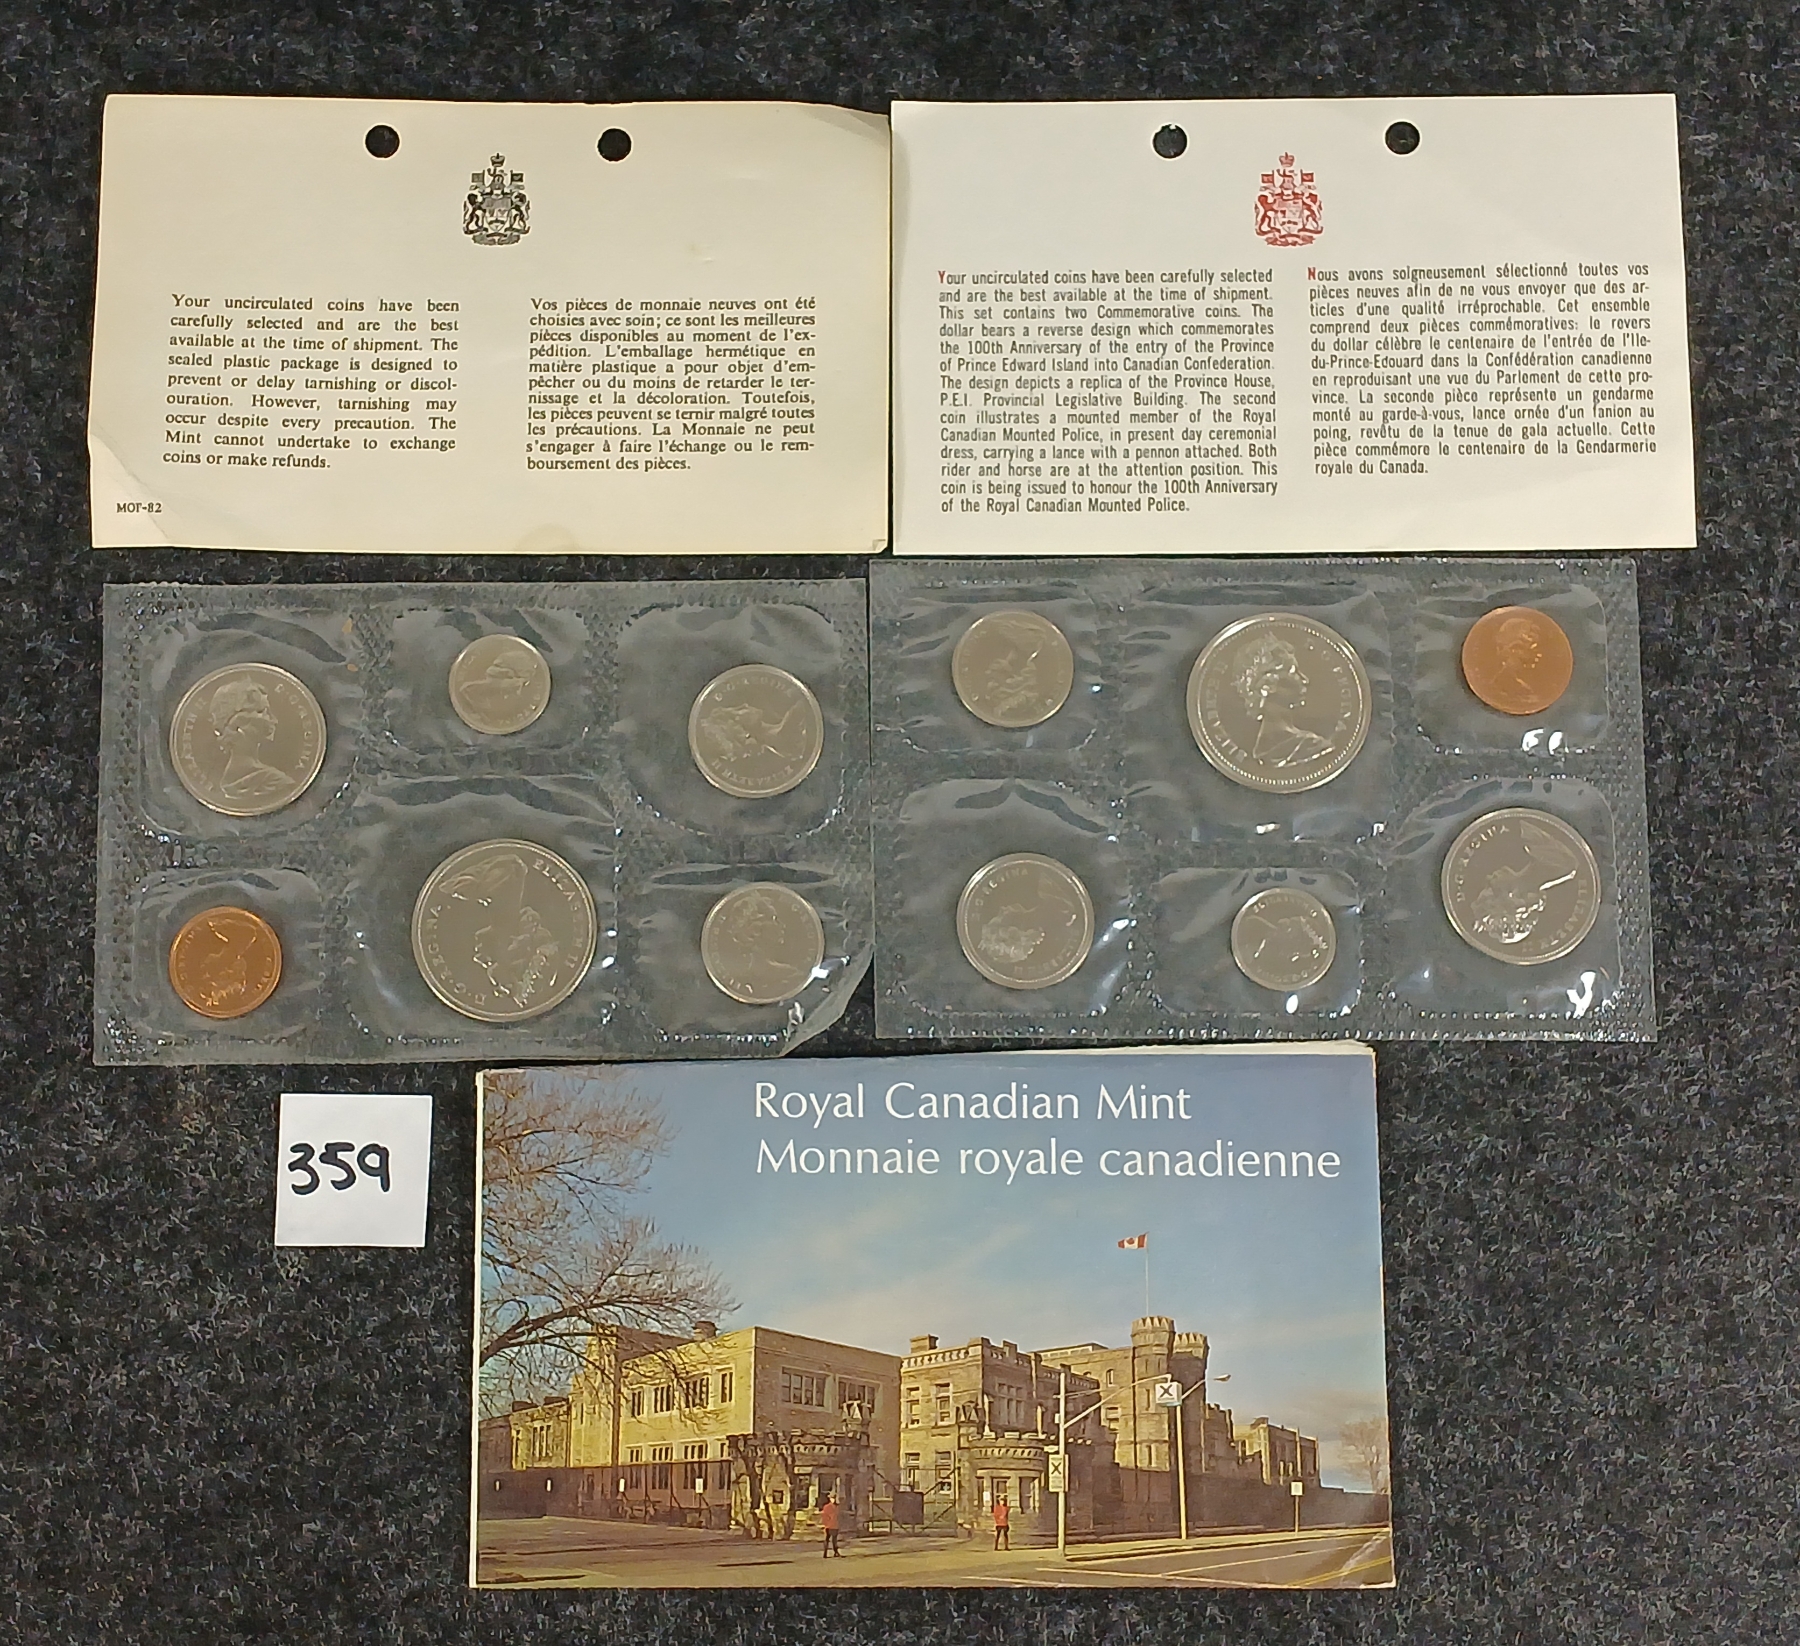 Your uncirculated coins have been
carefully selected and are the best
available at the time of shipment. The
sealed plastic package is designed to
prevent or delay tarnishing or discol-
ouration. However, tarnishing may
occur despite every precaution. The
Mint cannot undertake to exchange
coins or make refunds.
MOF-82
Vos pièces de monnaie neuves ont été
choisies avec soin; ce sont les meilleures
pièces disponibles au moment de l'ex-
pédition. L'emballage hermétique en
matière plastique a pour objet d'em-
pêcher ou du moins de retarder le ter-
nissage et la décoloration. Toutefois,
les pièces peuvent se ternir malgré toutes
les précautions. La Monnaie ne peut
s'engager à faire l'échange ou le rem-
boursement des pièces.
Your uncirculated coins have been carefully selected
and are the best available at the time of shipment.
This set contains two Commemorative coins. The
dollar bears a reverse design which commemorates
the 100th Anniversary of the entry of the Province
of Prince Edward Island into Canadian Confederation.
The design depicts a replica of the Province House,
P.E.I. Provincial Legislative Building. The second
coin illustrates a mounted member of the Royal
Canadian Mounted Police, in present day ceremonial
dress, carrying a lance with a pennon attached. Both
rider and horse are at the attention position. This
coin is being issued to honour the 100th Anniversary
of the Royal Canadian Mounted Police.
Nous avons soigneusement sélectionné toutes vos
pièces neuves afin de ne vous envoyer que des ar-
ticles d'une qualité irréprochable. Cet ensemble
comprend deux pièces commémoratives: le revers
du dollar célèbre le centenaire de l'entrée de l'Ile-
du-Prince-Edouard dans la Confédération canadienne
en reproduisant une vue du Parlement de cette pro-
vince. La seconde pièce représente un gendarme
monté au garde-à-vous, lance ornée d'un fanion au
poing, revêtu de la tenue de gala actuelle. Cette
pièce commémore le centenaire de la Gendarmerie
royale du Canada.
ELIZABETH II D·G·REGINA
D·G·REGINA ELIZABETH II
ELIZABETH II D·G·REGINA
ELIZABETH II D·G·REGINA
D·G·REGINA ELIZABETH II
359
Royal Canadian Mint
Monnaie royale canadienne
X
X